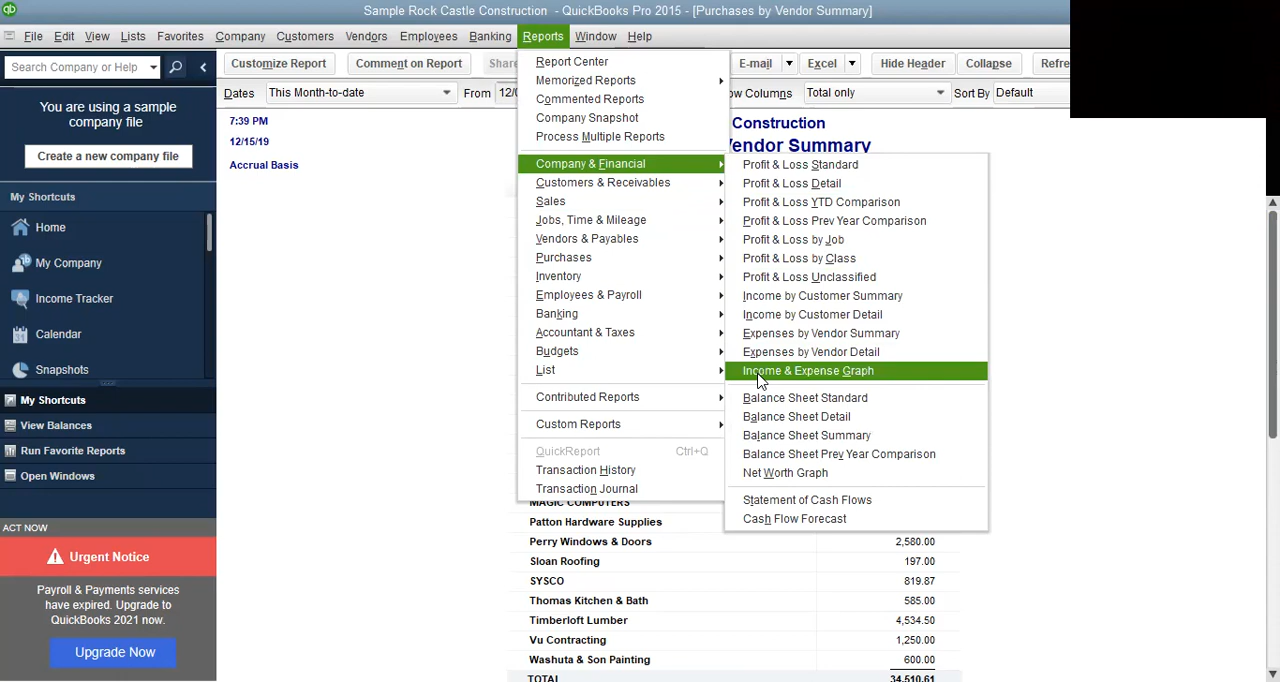 Sample Rock Castle Construction - QuickBooks Pro 2015 - [Purchases by Vendor Summary]
File Edit View Lists Favorites Company Customers Vendors Employees Banking Reports Window Help
Search Company or Help
Customize Report Comment on Report Share E-mail Excel Hide Header Collapse Refre
Dates This Month-to-date From 12/0 ow Columns Total only Sort By Default
You are using a sample
company file
Create a new company file
My Shortcuts
Home
My Company
Income Tracker
Calendar
31
Snapshots
My Shortcuts
View Balances
Run Favorite Reports
Open Windows
ACT NOW
Urgent Notice
Payroll & Payments services
have expired. Upgrade to
QuickBooks 2021 now.
Upgrade Now
7:39 PM
12/15/19
Accrual Basis
Construction
Vendor Summary
Report Center
Memorized Reports
Commented Reports
Company Snapshot
Process Multiple Reports
Company & Financial
Customers & Receivables
Sales
Jobs, Time & Mileage
Vendors & Payables
Purchases
Inventory
Employees & Payroll
Banking
Accountant & Taxes
Budgets
List
Contributed Reports
Custom Reports
QuickReport Ctrl+Q
Transaction History
Transaction Journal
Profit & Loss Standard
Profit & Loss Detail
Profit & Loss YTD Comparison
Profit & Loss Prev Year Comparison
Profit & Loss by Job
Profit & Loss by Class
Profit & Loss Unclassified
Income by Customer Summary
Income by Customer Detail
Expenses by Vendor Summary
Expenses by Vendor Detail
Income & Expense Graph
Balance Sheet Standard
Balance Sheet Detail
Balance Sheet Summary
Balance Sheet Prev Year Comparison
Net Worth Graph
Statement of Cash Flows
Cash Flow Forecast
MAGIC COMPUTERS
Patton Hardware Supplies
Perry Windows & Doors 2,580.00
Sloan Roofing 197.00
SYSCO 819.87
Thomas Kitchen & Bath 585.00
Timberloft Lumber 4,534.50
Vu Contracting 1,250.00
Washuta & Son Painting 600.00
TOTAL 34,510.61